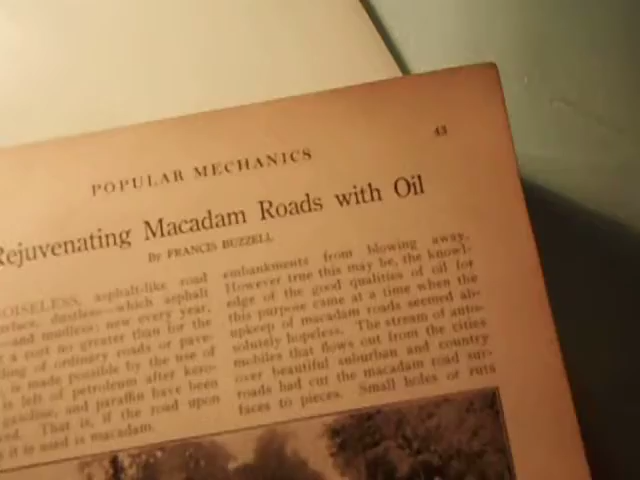 43
POPULAR MECHANICS
Rejuvenating Macadam Roads with Oil
By FRANCIS BUZZELL
OISELESS, asphalt-like road
rface, dustless—which asphalt
and mudless; new every year,
a cost no greater than for the
ding of ordinary roads or pave-
is made possible by the use of
is left of petroleum after kero-
gasoline, and paraffin have been
ed. That is, if the road upon
it is used is macadam.
embankments from blowing away.
However true this may be, the knowl-
edge of the good qualities of oil for
this purpose came at a time when the
upkeep of macadam roads seemed ab-
solutely hopeless. The stream of auto-
mobiles that flows out from the cities
over beautiful suburban and country
roads had cut the macadam road sur-
faces to pieces. Small holes or ruts